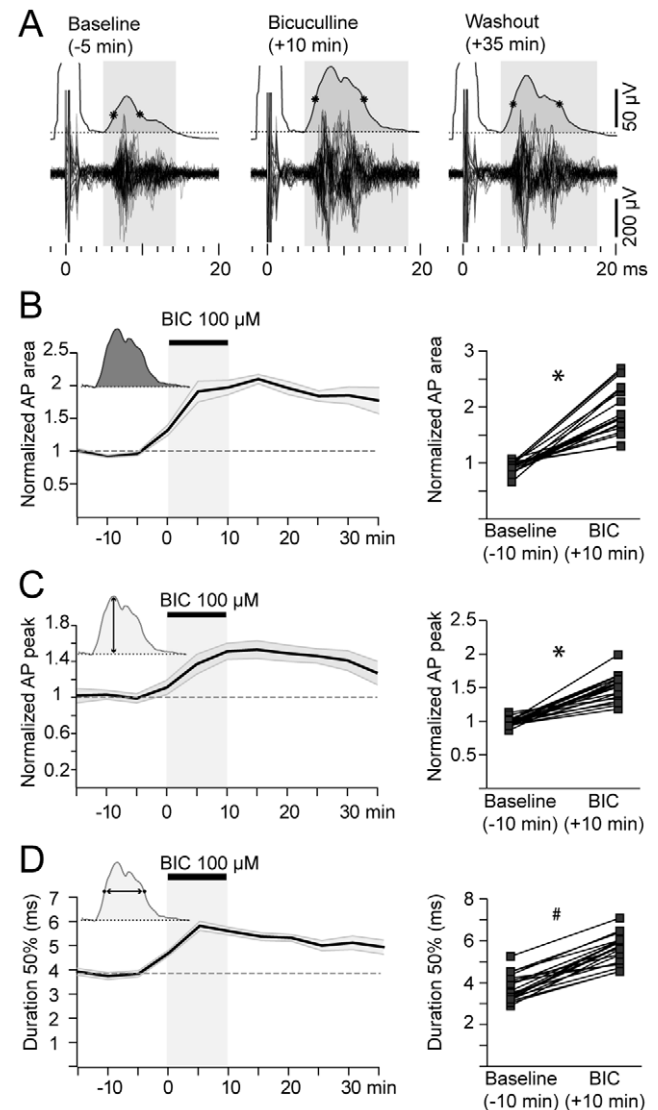 A
Baseline
(-5 min)
Bicuculline
(+10 min)
Washout
(+35 min)
50 µV
200 µV
0 20
0 20
0 20 ms
B
BIC 100 µM
Normalized AP area
2.5
2
1
0.5
-10 0 10 20 30 min
Normalized AP area
3
2
1
*
Baseline BIC
(-10 min) (+10 min)
C
BIC 100 µM
Normalized AP peak
1.8
1.4
1
0.6
0.2
-10 0 10 20 30 min
Normalized AP peak
2.5
2
1.5
1
0.5
*
Baseline BIC
(-10 min) (+10 min)
D
BIC 100 µM
Duration 50% (ms)
7
6
5
4
3
2
1
-10 0 10 20 30 min
Duration 50% (ms)
8
6
4
2
#
Baseline BIC
(-10 min) (+10 min)